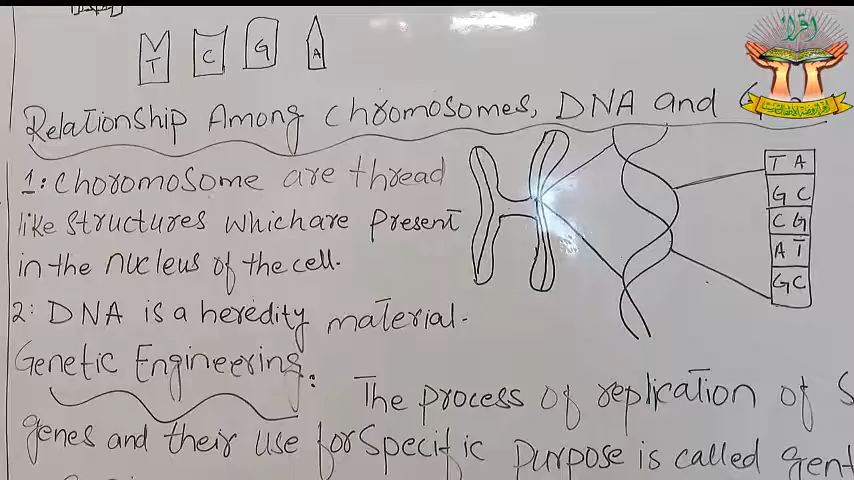 T C G A
Relationship Among Chromosomes, DNA and
1: Choromosome are thread
like structures which are present
in the nucleus of the cell.
2: DNA is a heredity material.
T A
G C
C G
A T
G C
Genetic Engineering:
The process of replication of S
genes and their use for specific purpose is called gent